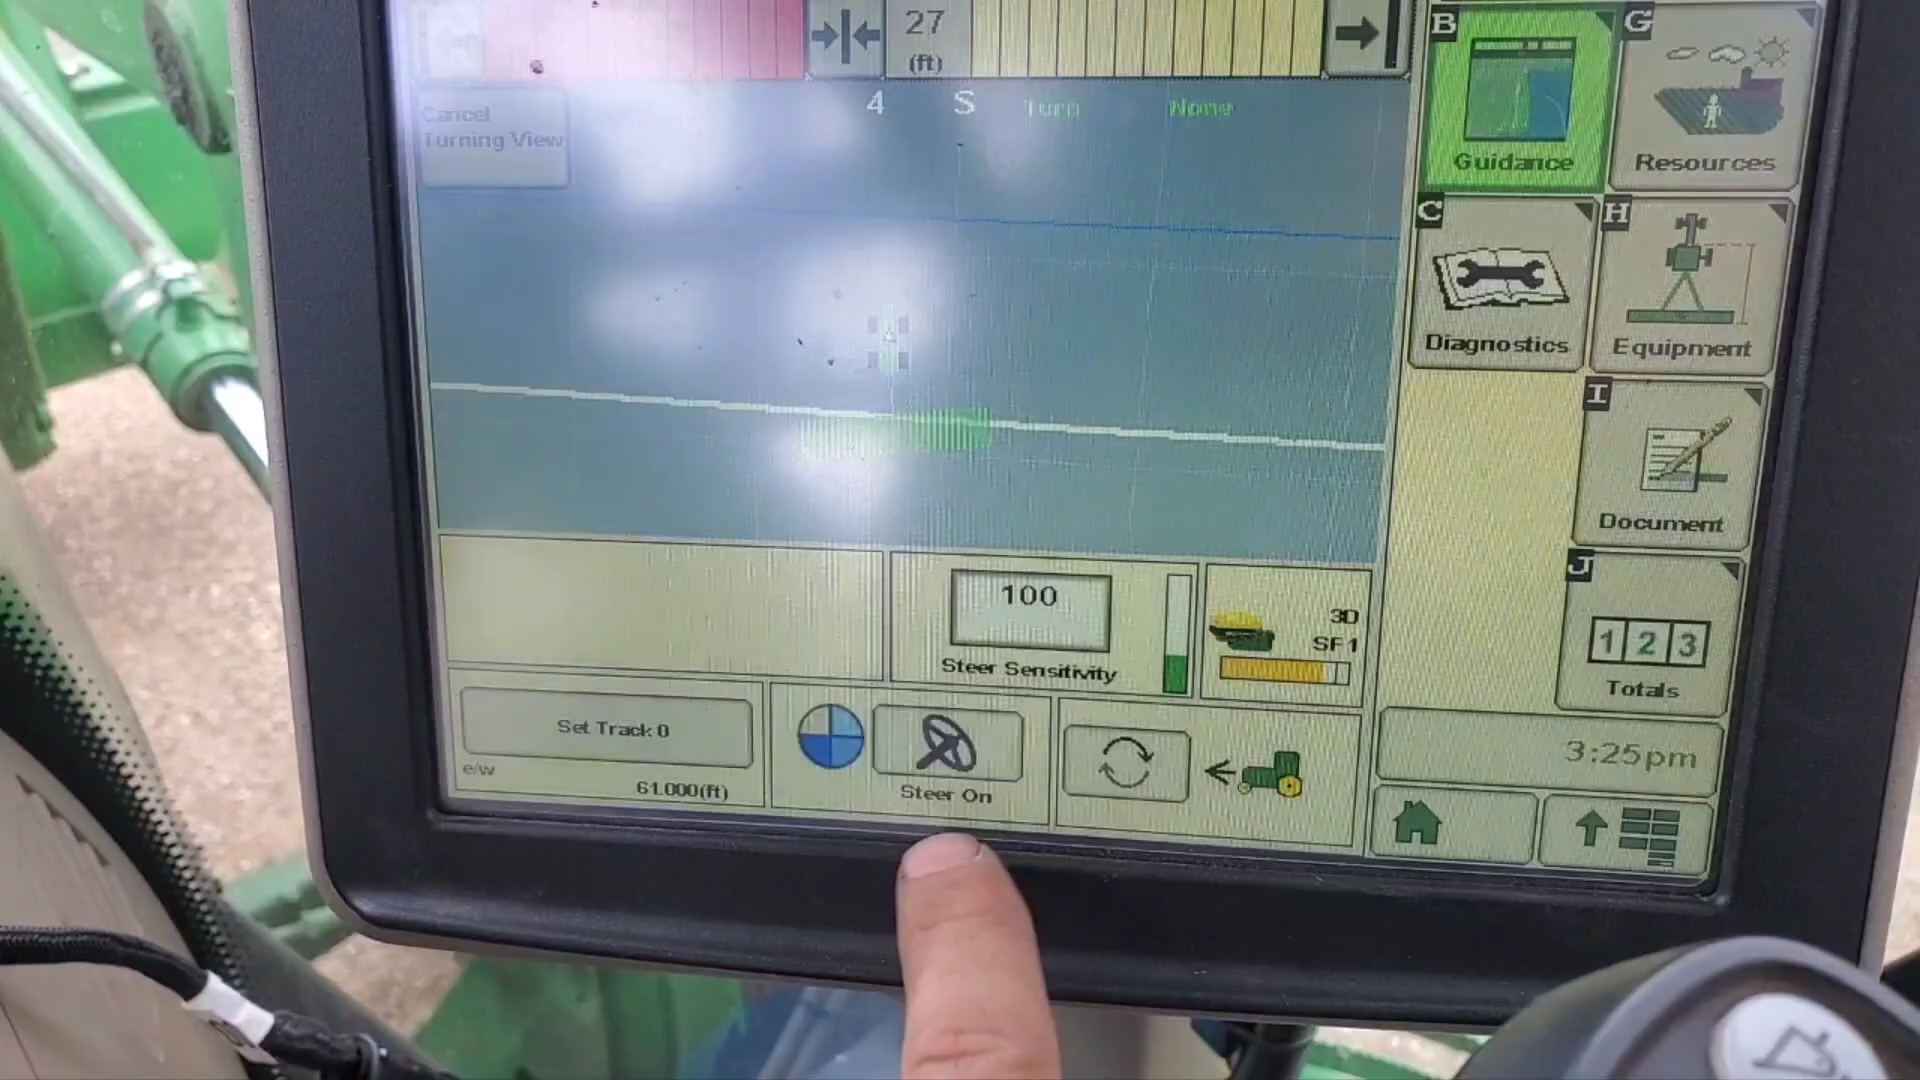 27
(ft)
4 S Turn None
Cancel
Turning View
B
Guidance
G
Resources
C
Diagnostics
H
Equipment
I
Document
J
1 2 3
Totals
100
Steer Sensitivity
3D
SF1
Set Track 0
e/w
61.000(ft)
Steer On
3:25pm